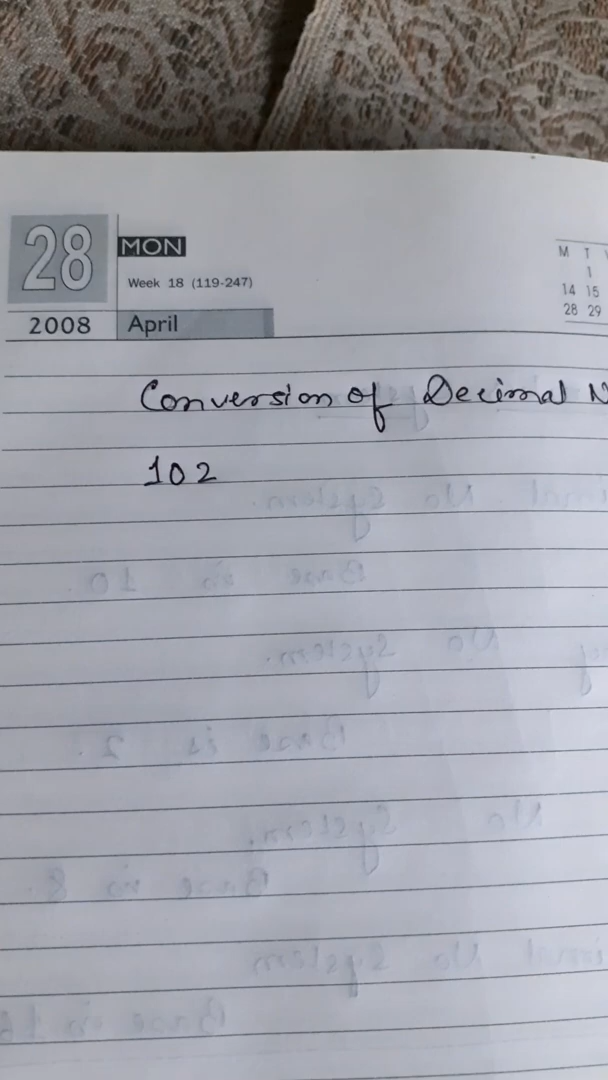 28 MON
Week 18 (119-247)
2008 April
M T
1
14 15
28 29
Conversion of Decimal N
102